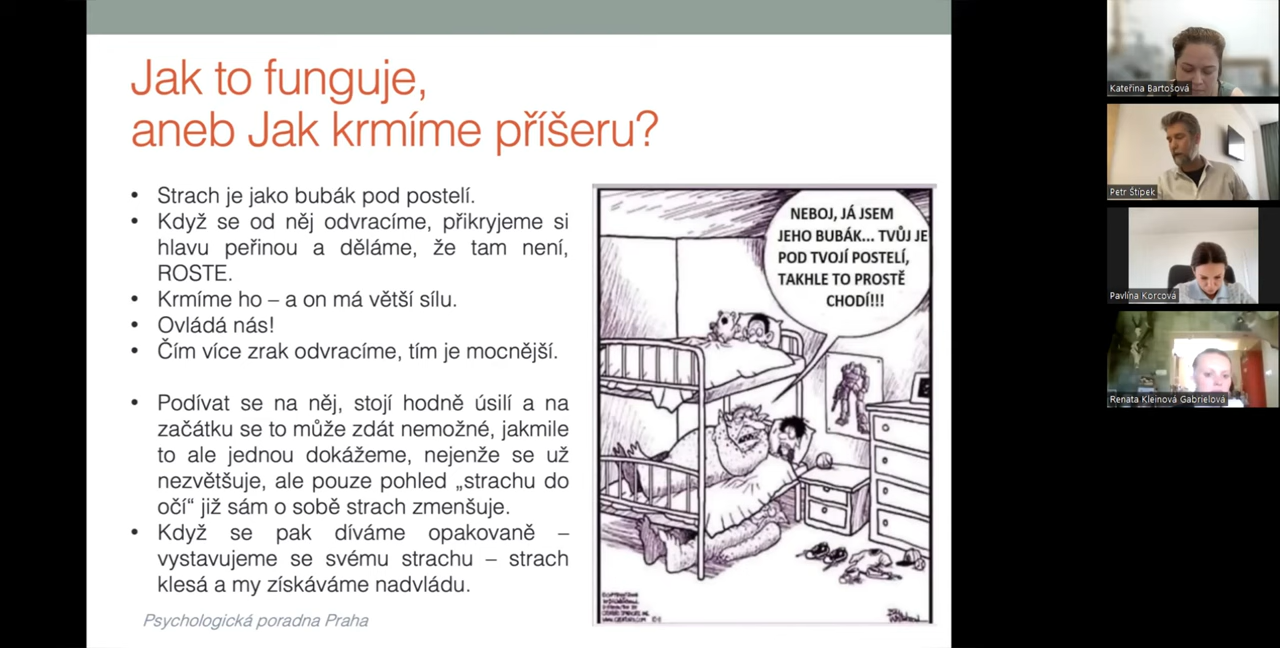 Jak to funguje,
aneb Jak krmíme příšeru?
• Strach je jako bubák pod postelí.
• Když se od něj odvracíme, přikryjeme si
hlavu peřinou a děláme, že tam není,
ROSTE.
• Krmíme ho – a on má větší sílu.
• Ovládá nás!
• Čím více zrak odvracíme, tím je mocnější.
• Podívat se na něj, stojí hodně úsilí a na
začátku se to může zdát nemožné, jakmile
to ale jednou dokážeme, nejenže se už
nezvětšuje, ale pouze pohled „strachu do
očí“ již sám o sobě strach zmenšuje.
• Když se pak díváme opakovaně –
vystavujeme se svému strachu – strach
klesá a my získáváme nadvládu.
Psychologická poradna Praha
NEBOJ, JÁ JSEM
JEHO BUBÁK... TVŮJ JE
POD TVOJÍ POSTELÍ,
TAKHLE TO PROSTĚ
CHODÍ!!!
Kateřina Bartošová
Petr Štípek
Pavlína Korcová
Renata Kleinová Gabrielová